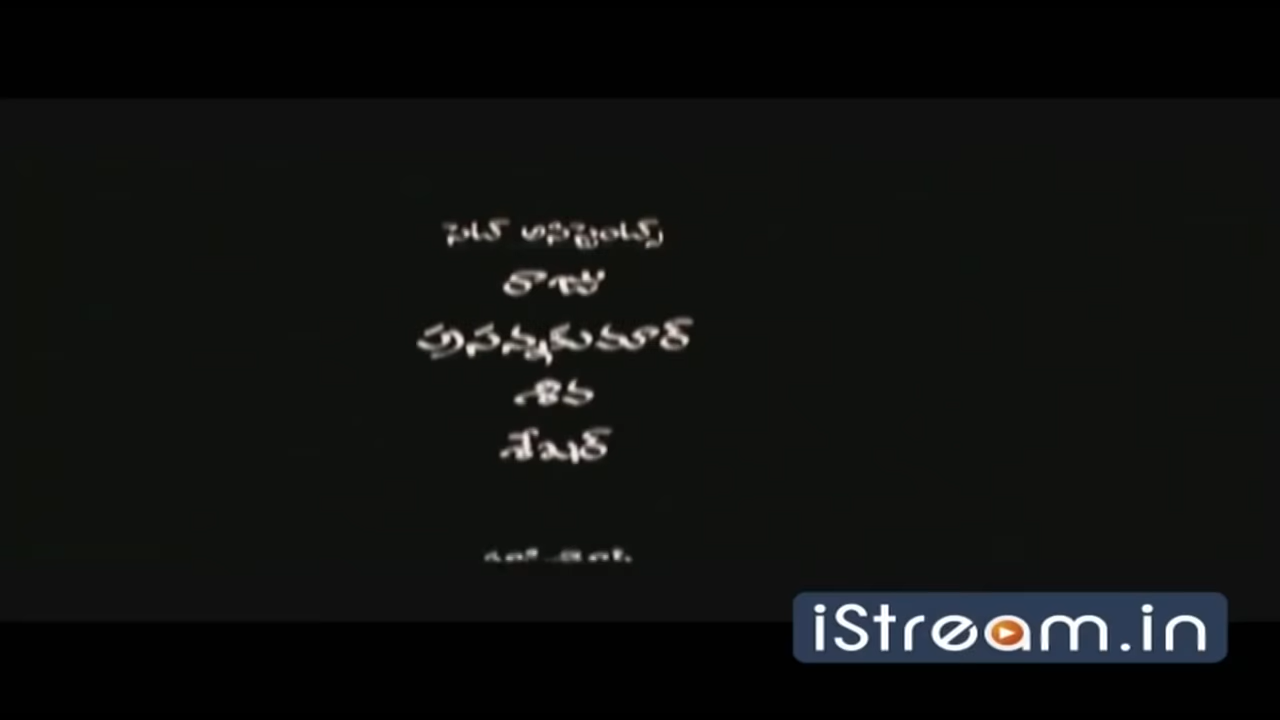 సెట్ అసిస్టెంట్స్
రాజు
ప్రసన్నకుమార్
శివ
శేఖర్
iStream.in